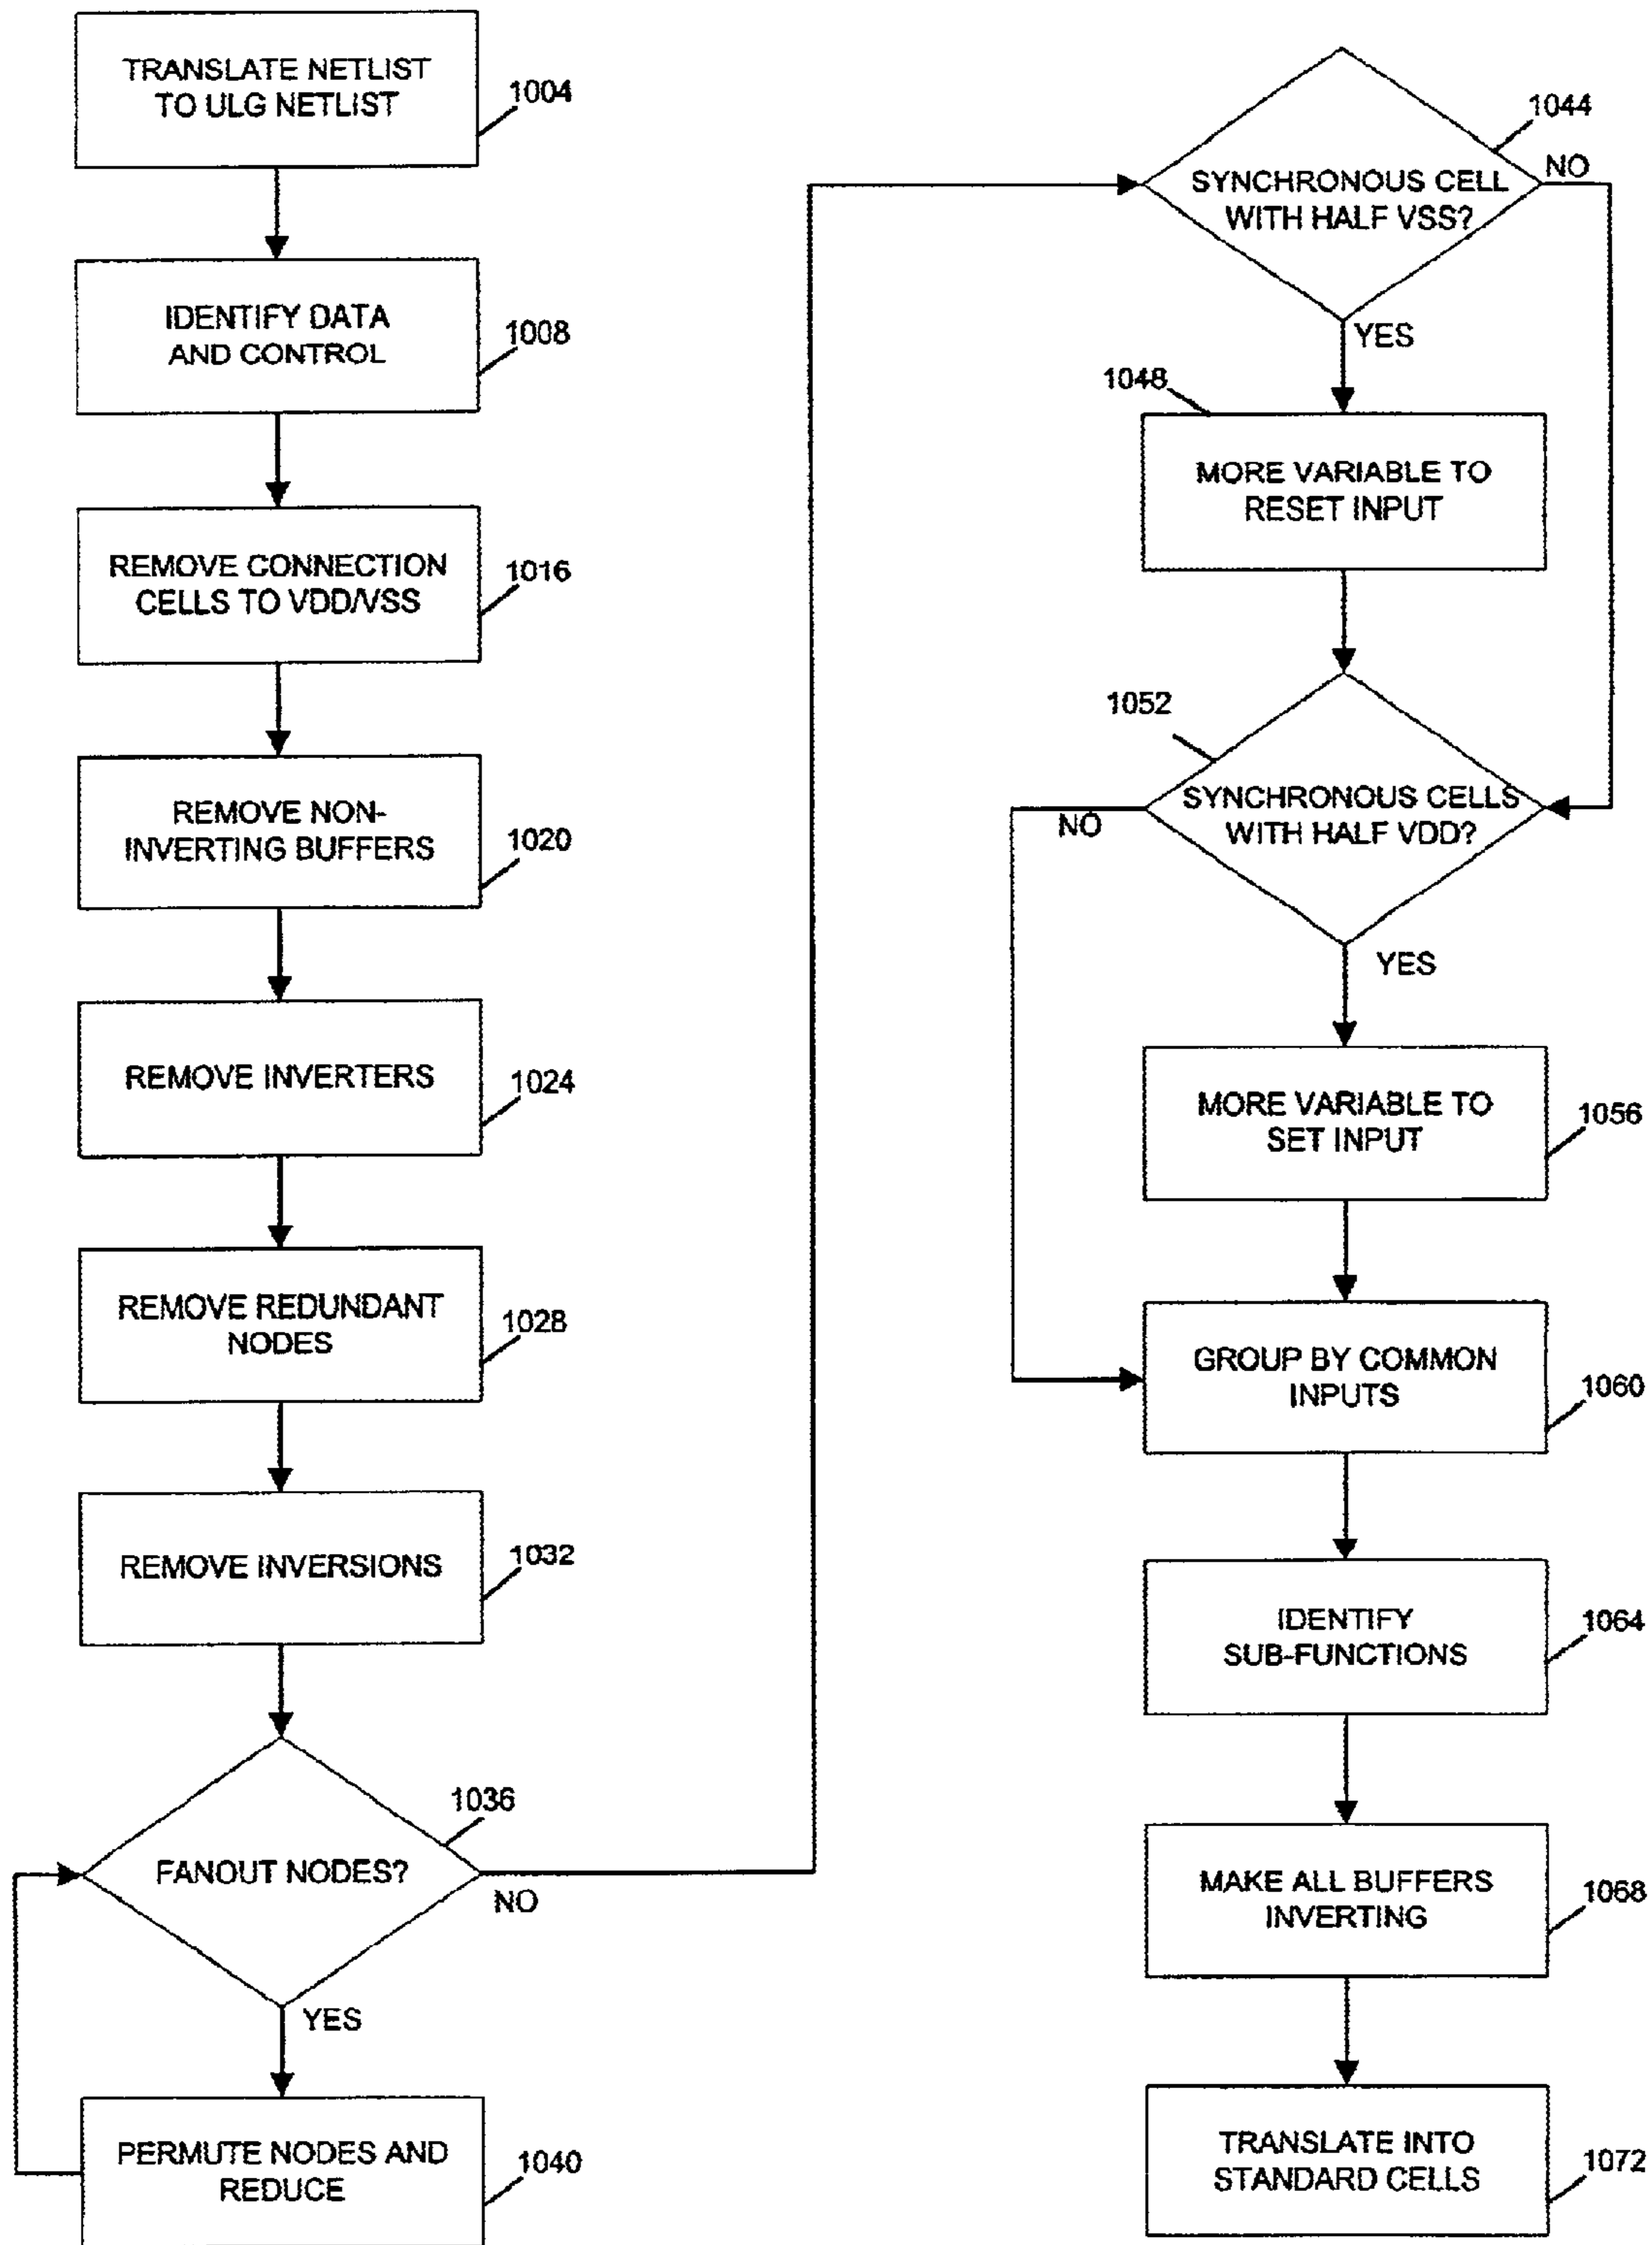 TRANSLATE NETLIST
TO ULG NETLIST
1004
IDENTIFY DATA
AND CONTROL
1008
REMOVE CONNECTION
CELLS TO VDD/VSS
1016
REMOVE NON-
INVERTING BUFFERS
1020
REMOVE INVERTERS
1024
REMOVE REDUNDANT
NODES
1028
REMOVE INVERSIONS
1032
FANOUT NODES?
1036
NO
YES
PERMUTE NODES AND
REDUCE
1040
SYNCHRONOUS CELL
WITH HALF VSS?
1044
NO
YES
1048
MORE VARIABLE TO
RESET INPUT
1052
SYNCHRONOUS CELLS
WITH HALF VDD?
NO
YES
MORE VARIABLE TO
SET INPUT
1056
GROUP BY COMMON
INPUTS
1060
IDENTIFY
SUB-FUNCTIONS
1064
MAKE ALL BUFFERS
INVERTING
1068
TRANSLATE INTO
STANDARD CELLS
1072